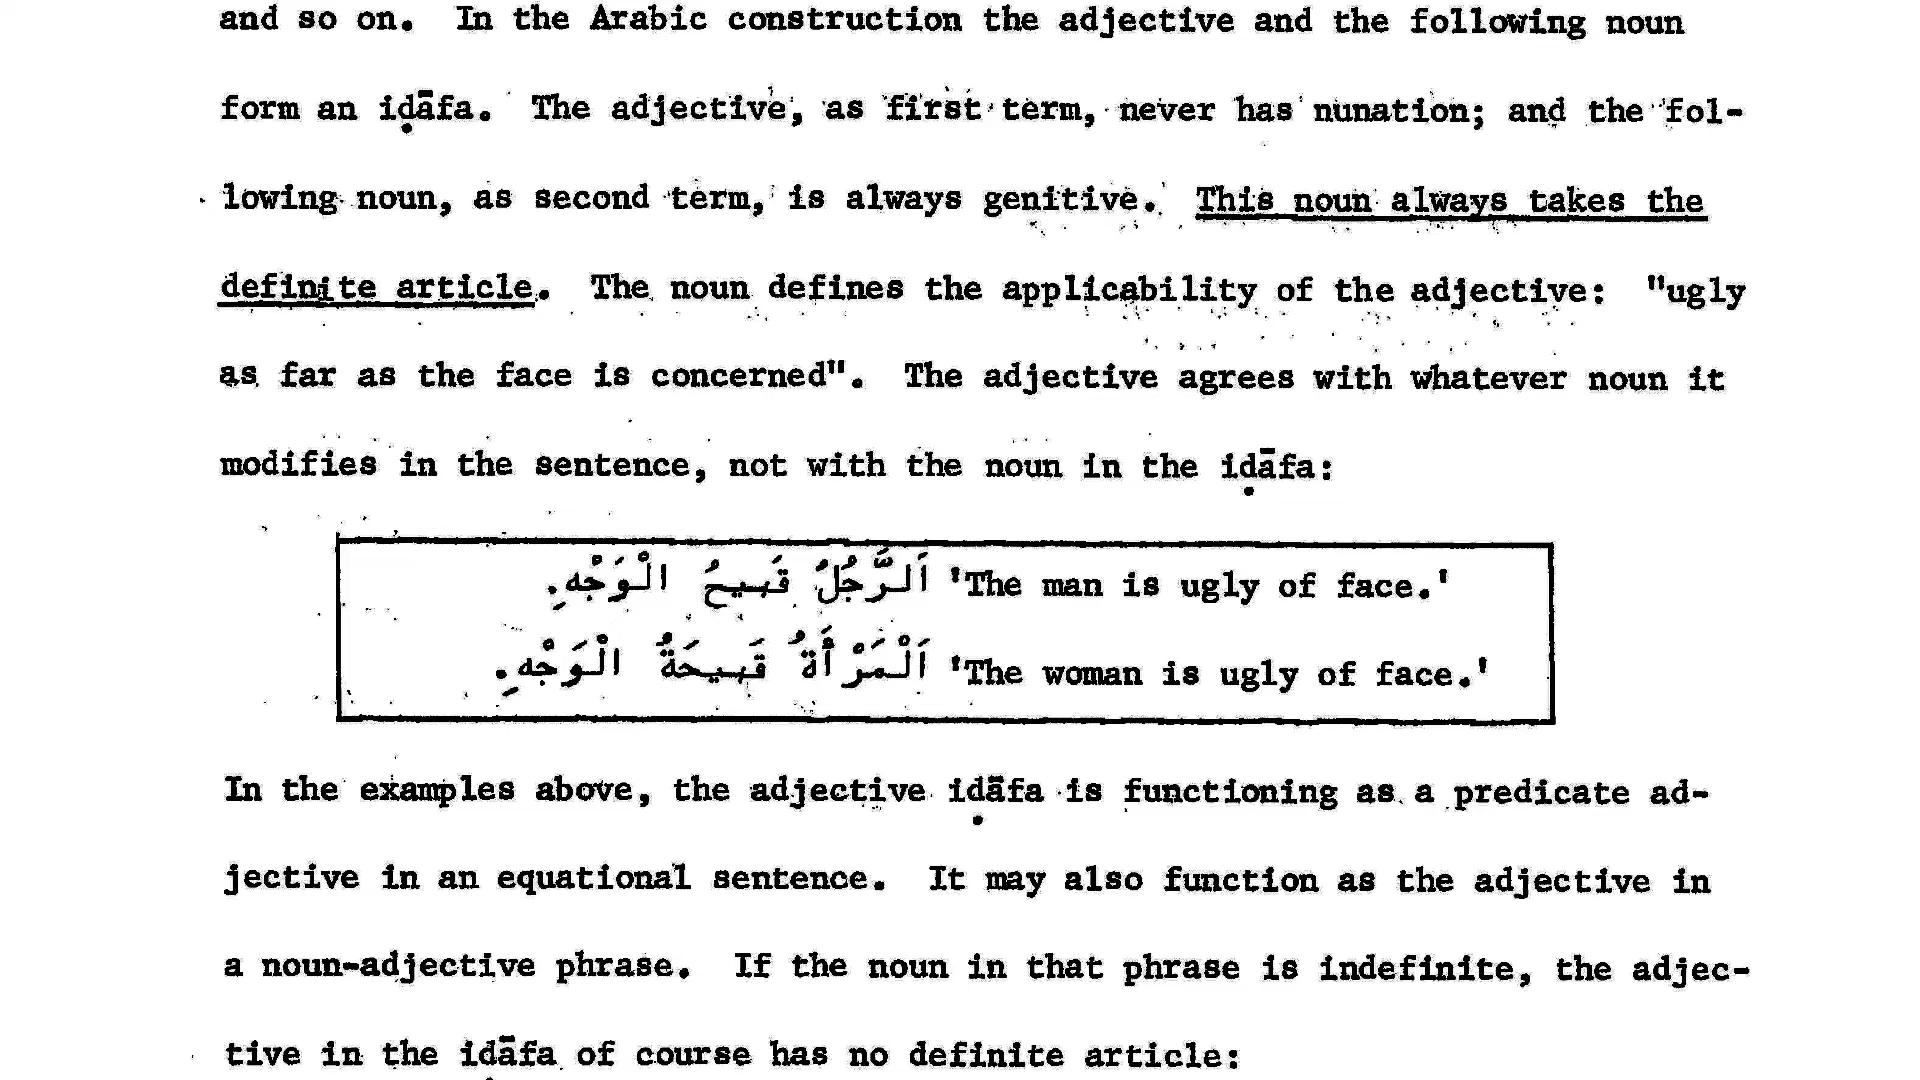 and so on. In the Arabic construction the adjective and the following noun
form an iḍāfa. The adjective, as first term, never has nunation; and the fol-
lowing noun, as second term, is always genitive. This noun always takes the
definite article. The noun defines the applicability of the adjective: "ugly
as far as the face is concerned". The adjective agrees with whatever noun it
modifies in the sentence, not with the noun in the iḍāfa:
اَلرَّجُلُ قَبيحُ الْوَجْهِ. 'The man is ugly of face.'
اَلْمَرْأَةُ قَبيحَةُ الْوَجْهِ. 'The woman is ugly of face.'
In the examples above, the adjective iḍāfa is functioning as a predicate ad-
jective in an equational sentence. It may also function as the adjective in
a noun-adjective phrase. If the noun in that phrase is indefinite, the adjec-
tive in the iḍāfa of course has no definite article: